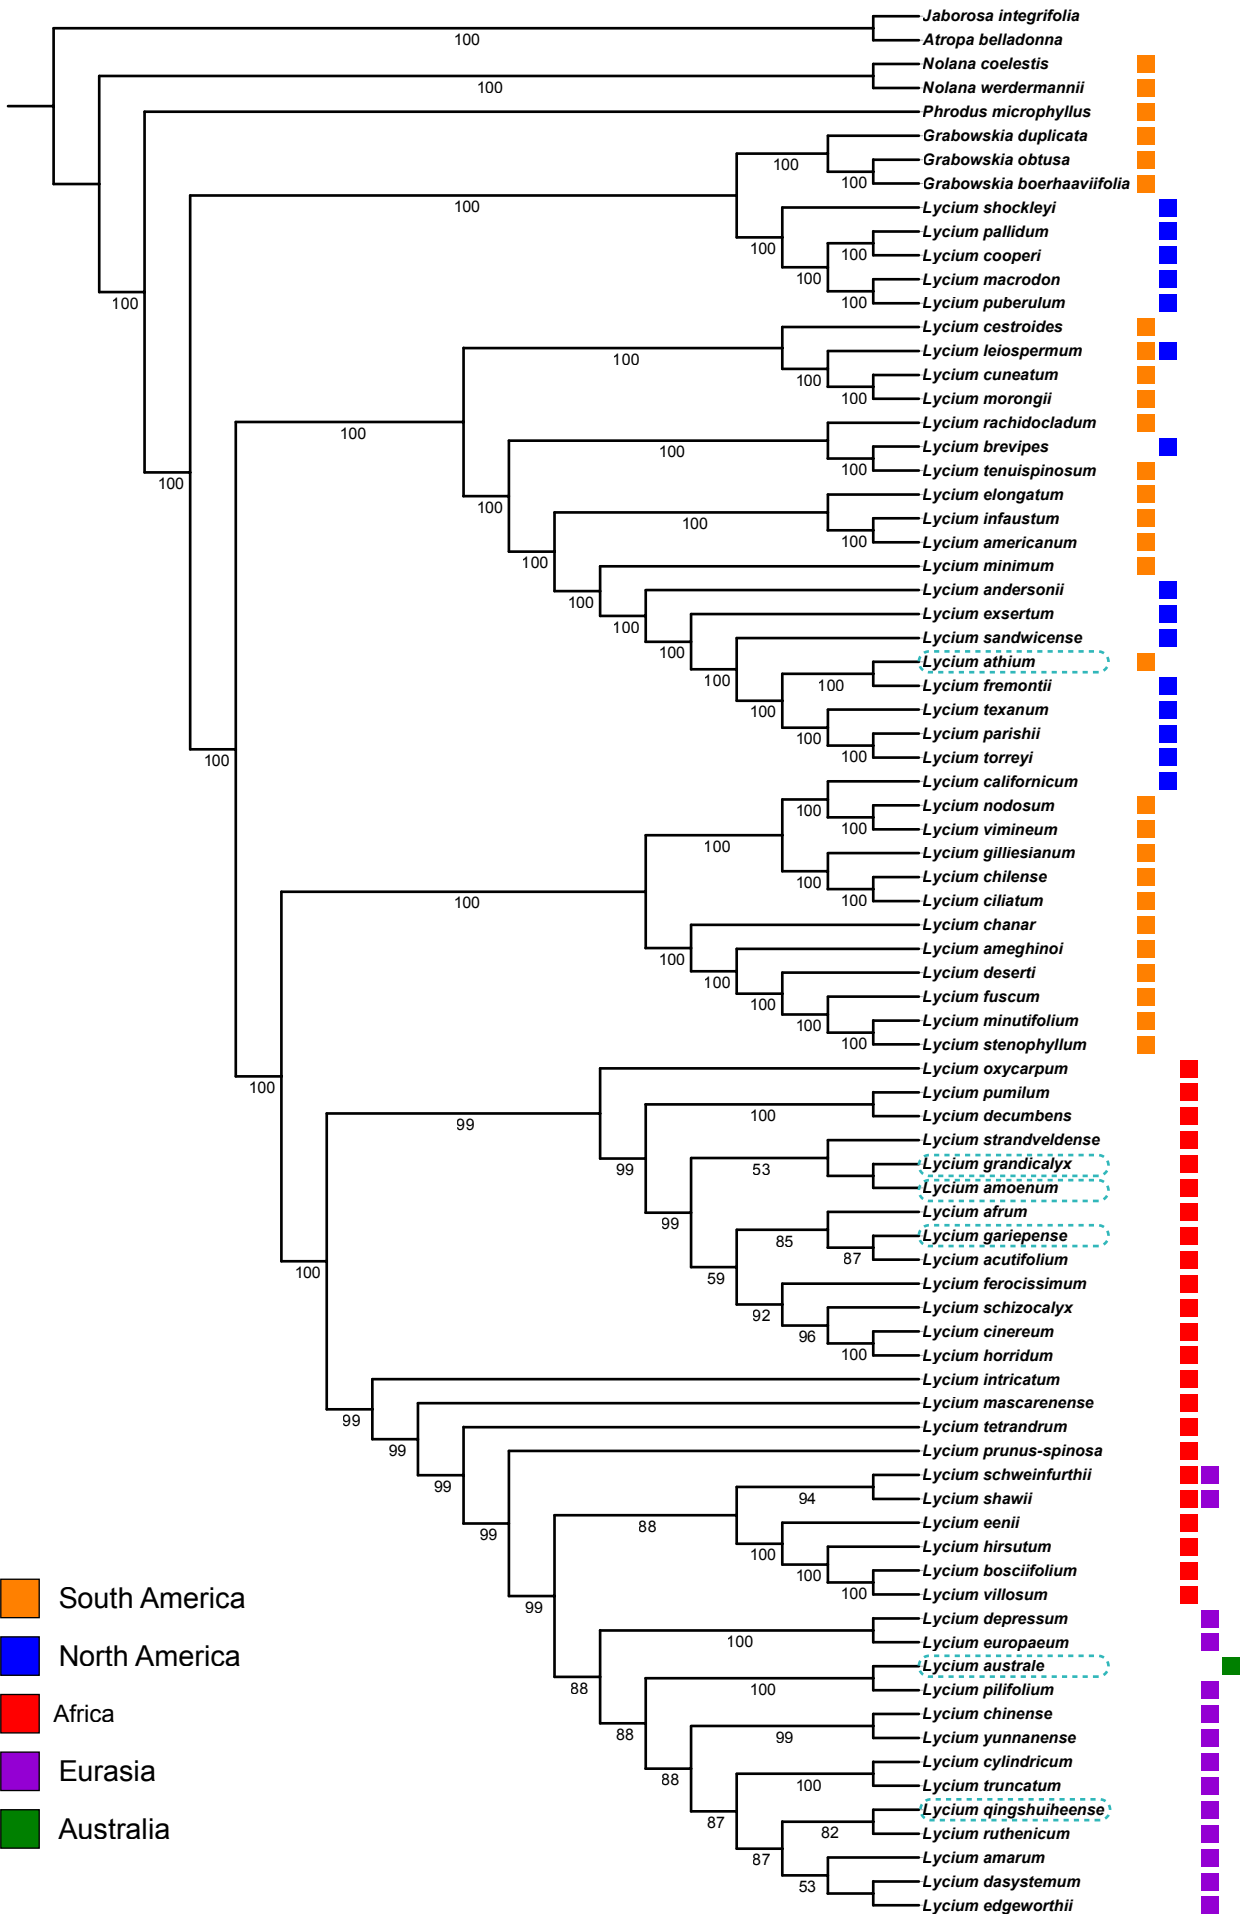 Jaborosa integrifolia
Atropa belladonna
100
Nolana coelestis
Nolana werdermannii
100
Phrodus microphyllus
Grabowskia duplicata
Grabowskia obtusa
100
Grabowskia boerhaaviifolia
100
Lycium shockleyi
100
Lycium pallidum
100
Lycium cooperi
100
Lycium macrodon
100
100
Lycium puberulum
100
Lycium cestroides
Lycium leiospermum
100
Lycium cuneatum
100
Lycium morongii
100
Lycium rachidocladum
100
Lycium brevipes
100
Lycium tenuispinosum
100
100
Lycium elongatum
100
Lycium infaustum
100
Lycium americanum
100
Lycium minimum
100
Lycium andersonii
100
Lycium exsertum
100
Lycium sandwicense
100
Lycium athium
100
Lycium fremontii
100
Lycium texanum
100
Lycium parishii
100
Lycium torreyi
100
100
Lycium californicum
Lycium nodosum
100
Lycium vimineum
100
100
Lycium gilliesianum
Lycium chilense
100
Lycium ciliatum
100
100
Lycium chanar
Lycium ameghinoi
100
Lycium deserti
100
Lycium fuscum
100
Lycium minutifolium
100
Lycium stenophyllum
100
Lycium oxycarpum
100
Lycium pumilum
Lycium decumbens
100
99
Lycium strandveldense
Lycium grandicalyx
53
99
Lycium amoenum
Lycium afrum
99
Lycium gariepense
85
Lycium acutifolium
87
100
59
Lycium ferocissimum
Lycium schizocalyx
92
Lycium cinereum
96
Lycium horridum
100
Lycium intricatum
Lycium mascarenense
99
Lycium tetrandrum
99
Lycium prunus-spinosa
Lycium schweinfurthii
99
Lycium shawii
94
Lycium eenii
88
99
Lycium hirsutum
100
Lycium bosciifolium
100
Lycium villosum
100
99
Lycium depressum
Lycium europaeum
100
Lycium australe
Lycium pilifolium
100
88
Lycium chinense
88
Lycium yunnanense
99
Lycium cylindricum
88
Lycium truncatum
100
Lycium qingshuiheense
87
Lycium ruthenicum
82
Lycium amarum
87
Lycium dasystemum
53
Lycium edgeworthii
South America
North America
Africa
Eurasia
Australia